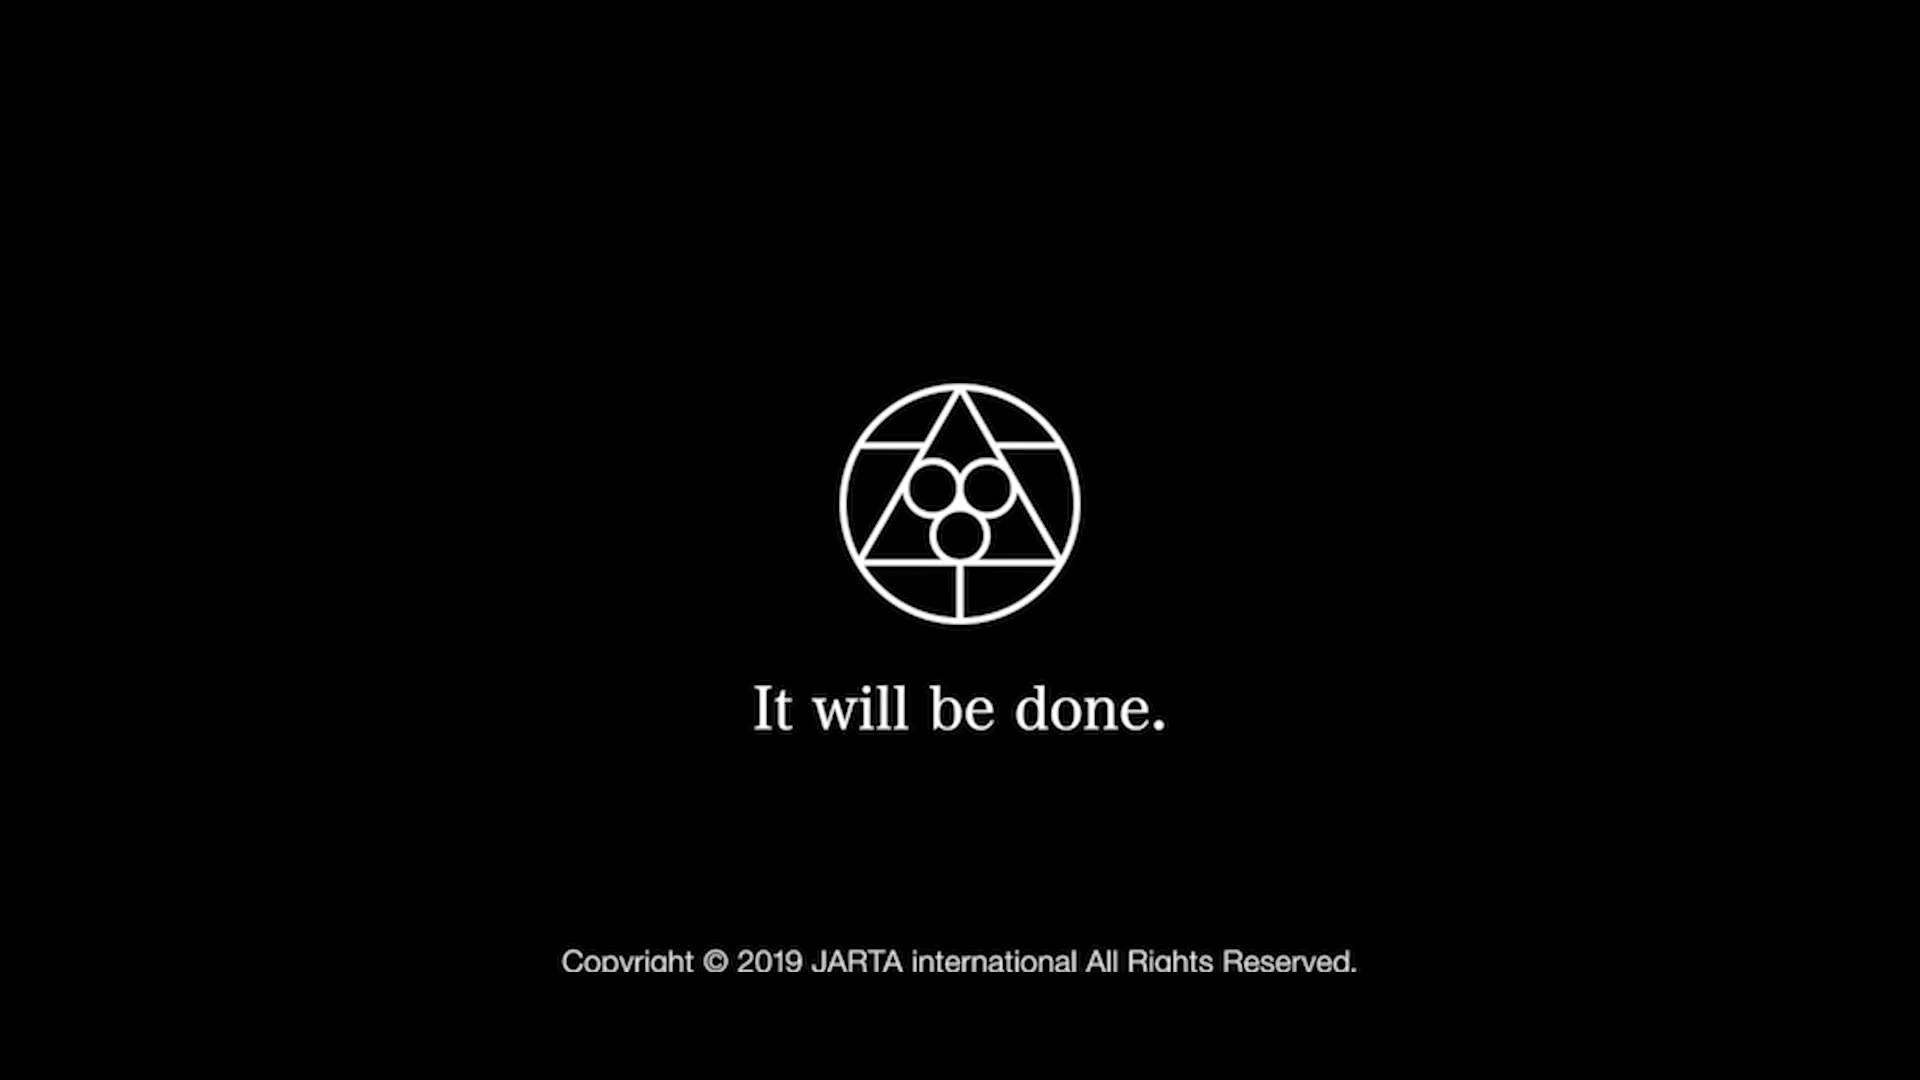 It will be done.
Copyright © 2019 JARTA international All Rights Reserved.